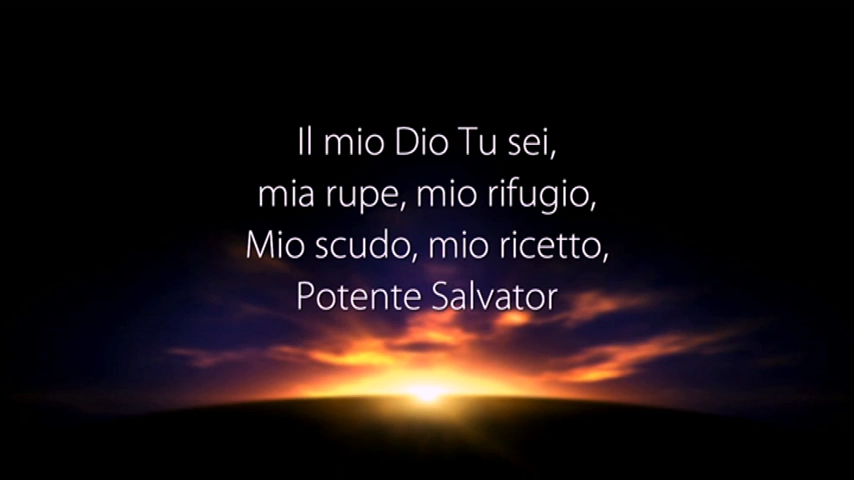 Il mio Dio Tu sei,
mia rupe, mio rifugio,
Mio scudo, mio ricetto,
Potente Salvator